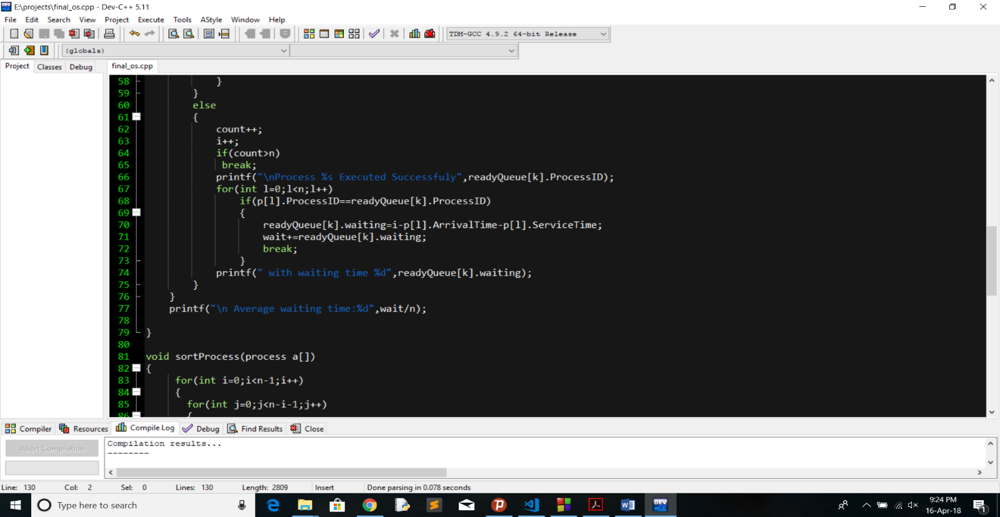 E:\projects\final_os.cpp - Dev-C++ 5.11
File Edit Search View Project Execute Tools AStyle Window Help
TDM-GCC 4.9.2 64-bit Release
(globals)
Project Classes Debug
final_os.cpp
58 }
59 }
60 else
61 {
62 count++;
63 i++;
64 if(count>n)
65 break;
66 printf("\nProcess %s Executed Successfuly",readyQueue[k].ProcessID);
67 for(int l=0;l<n;l++)
68 if(p[l].ProcessID==readyQueue[k].ProcessID)
69 {
70 readyQueue[k].waiting=i-p[l].ArrivalTime-p[l].ServiceTime;
71 wait+=readyQueue[k].waiting;
72 break;
73 }
74 printf(" with waiting time %d",readyQueue[k].waiting);
75 }
76 }
77 printf("\n Average waiting time:%d",wait/n);
78
79 }
80
81 void sortProcess(process a[])
82 {
83 for(int i=0;i<n-1;i++)
84 {
85 for(int j=0;j<n-i-1;j++)
86 {
Compiler Resources Compile Log Debug Find Results Close
Abort Compilation
Compilation results...
--------
Line: 130 Col: 2 Sel: 0 Lines: 130 Length: 2809 Insert Done parsing in 0.078 seconds
Type here to search
DEV
9:24 PM
16-Apr-18
1